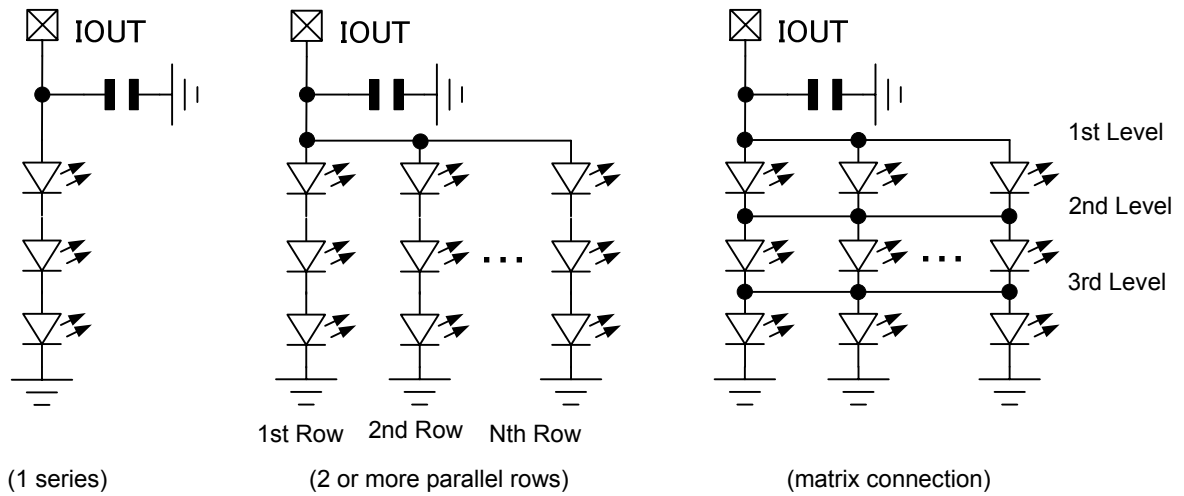 IOUT
IOUT
IOUT
1st Level
2nd Level
3rd Level
1st Row 2nd Row Nth Row
(1 series) (2 or more parallel rows) (matrix connection)